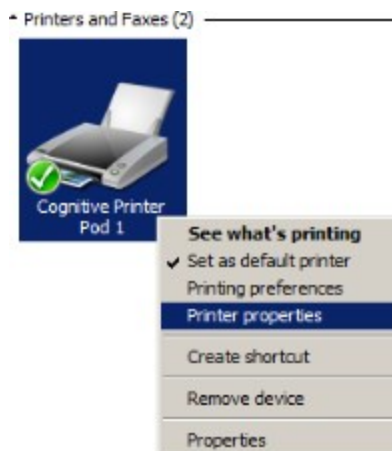 Printers and Faxes (2)
Cognitive Printer
Pod 1
See what's printing
Set as default printer
Printing preferences
Printer properties
Create shortcut
Remove device
Properties